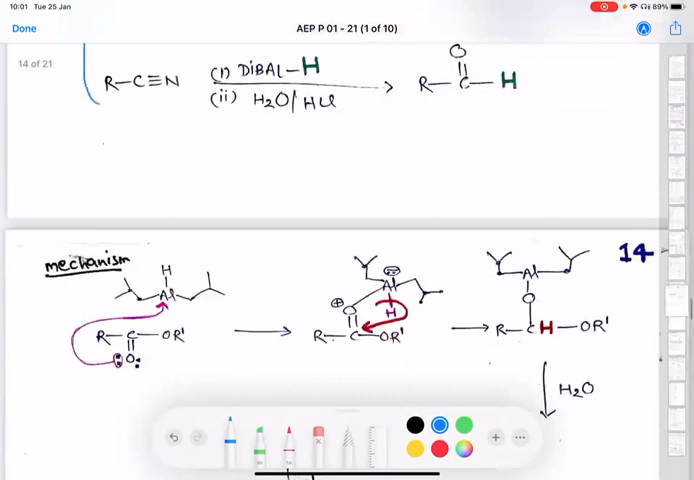 10:01 Tue 25 Jan
89%
Done
AEP P 01 - 21 (1 of 10)
14 of 21
O
R-C≡N (i) DIBAL-H R-C-H
(ii) H2O/HCl
mechanism
14
H
Al
R-C-OR'
O:
⊖
Al
⊕
H
O
R-C-OR'
Al
O
R-CH-OR'
H2O